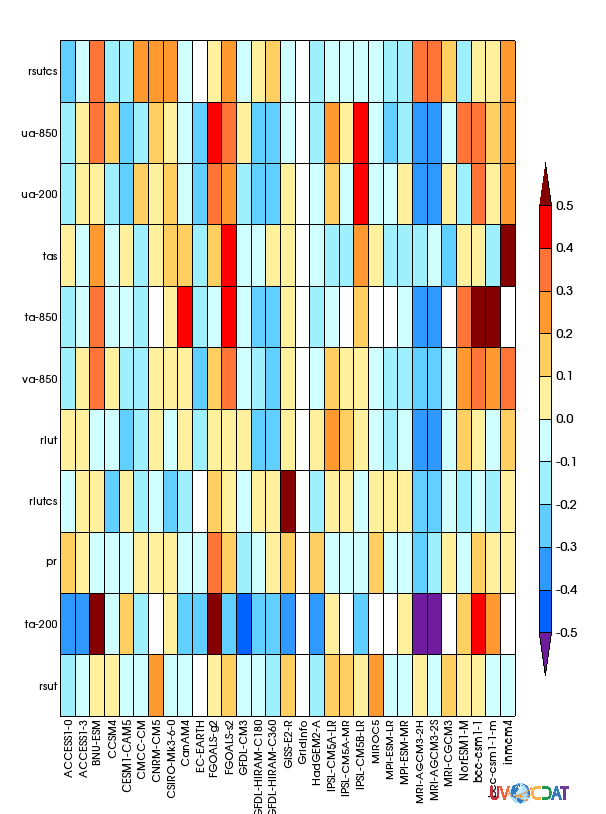 rsutcs
ua-850
ua-200
tas
ta-850
va-850
rlut
rlutcs
pr
ta-200
rsut
0.5
0.4
0.3
0.2
0.1
0.0
-0.1
-0.2
-0.3
-0.4
-0.5
ACCESS1-0
ACCESS1-3
BNU-ESM
CCSM4
CESM1-CAM5
CMCC-CM
CNRM-CM5
CSIRO-Mk3-6-0
CanAM4
EC-EARTH
FGOALS-g2
FGOALS-s2
GFDL-CM3
GFDL-HIRAM-C180
GFDL-HIRAM-C360
GISS-E2-R
GridInfo
HadGEM2-A
IPSL-CM5A-LR
IPSL-CM5A-MR
IPSL-CM5B-LR
MIROC5
MPI-ESM-LR
MPI-ESM-MR
MRI-AGCM3-2H
MRI-AGCM3-2S
MRI-CGCM3
NorESM1-M
bcc-csm1-1
bcc-csm1-1-m
inmcm4
UV-CDAT